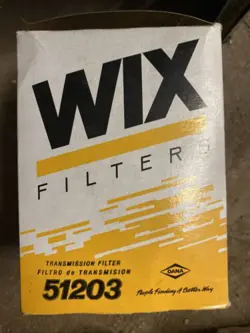 WIX
FILTERS
TRANSMISSION FILTER
FILTRO de TRANSMISION
51203
DANA
People Finding A Better Way